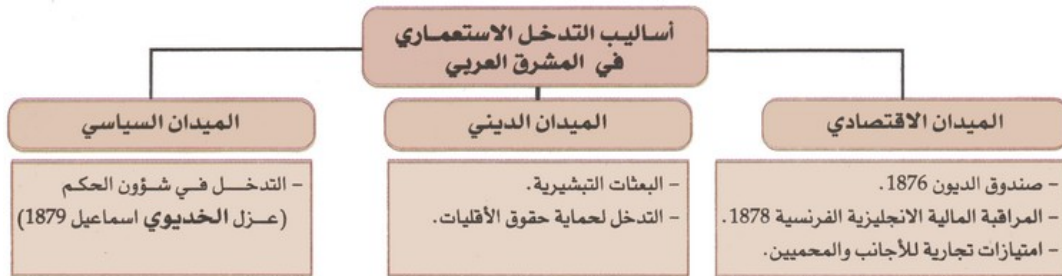 أساليب التدخل الاستعماري
في المشرق العربي
الميدان الاقتصادي
– صندوق الديون 1876.
– المراقبة المالية الانجليزية الفرنسية 1878.
– امتيازات تجارية للأجانب والمحميين.
الميدان الديني
– البعثات التبشيرية.
– التدخل لحماية حقوق الأقليات.
الميدان السياسي
– التدخل في شؤون الحكم
(عزل الخديوي اسماعيل 1879)